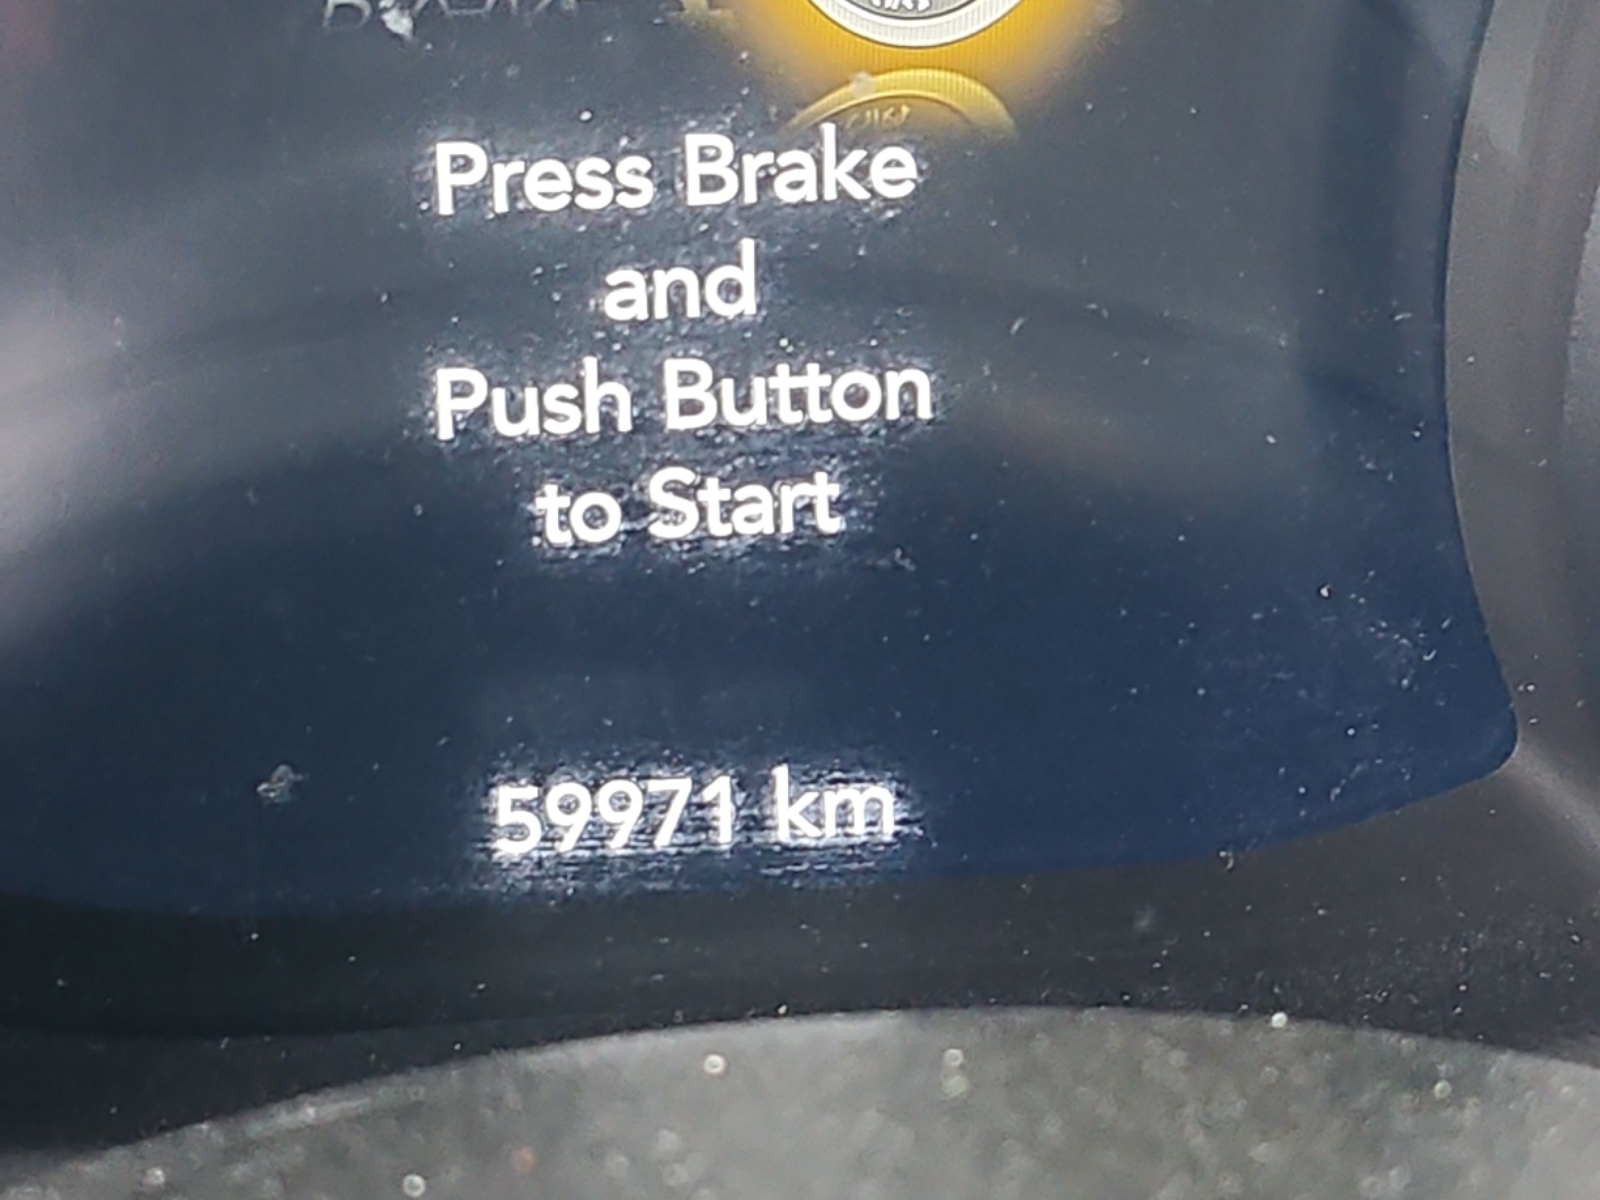 Press Brake
and
Push Button
to Start
59971 km